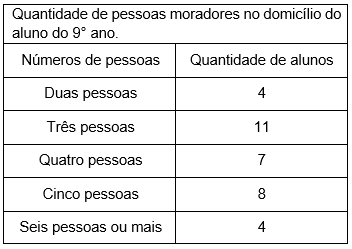 Quantidade de pessoas moradores no domicílio do
aluno do 9° ano.
Números de pessoas Quantidade de alunos
Duas pessoas 4
Três pessoas 11
Quatro pessoas 7
Cinco pessoas 8
Seis pessoas ou mais 4